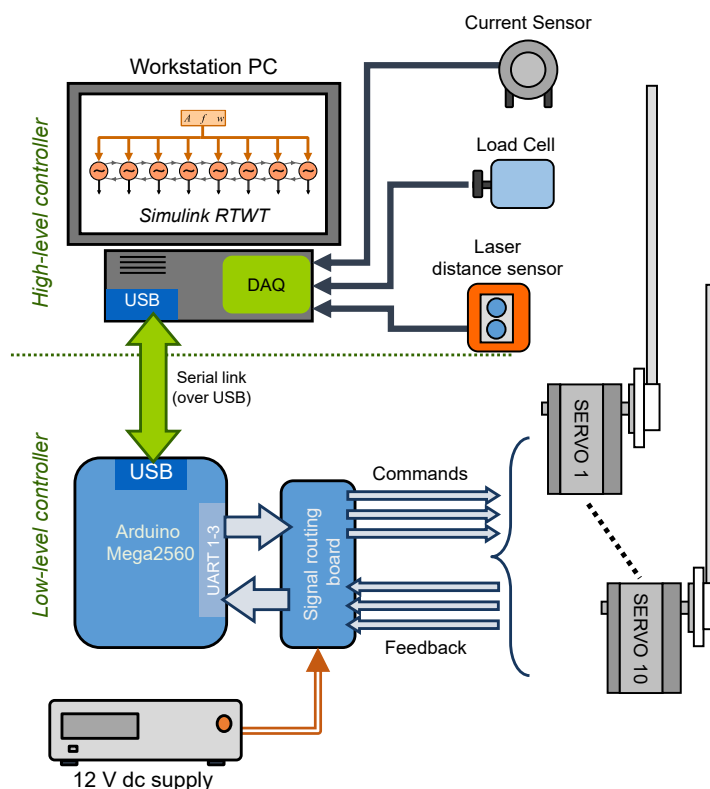 Current Sensor
Workstation PC
A f w
~ ~ ~ ~ ~ ~ ~ ~
Simulink RTWT
High-level controller
Load Cell
Laser
distance sensor
DAQ
USB
Serial link
(over USB)
SERVO 1
USB
Commands
Arduino
Mega2560
UART 1-3
Signal routing
board
Low-level controller
Feedback
SERVO 10
12 V dc supply